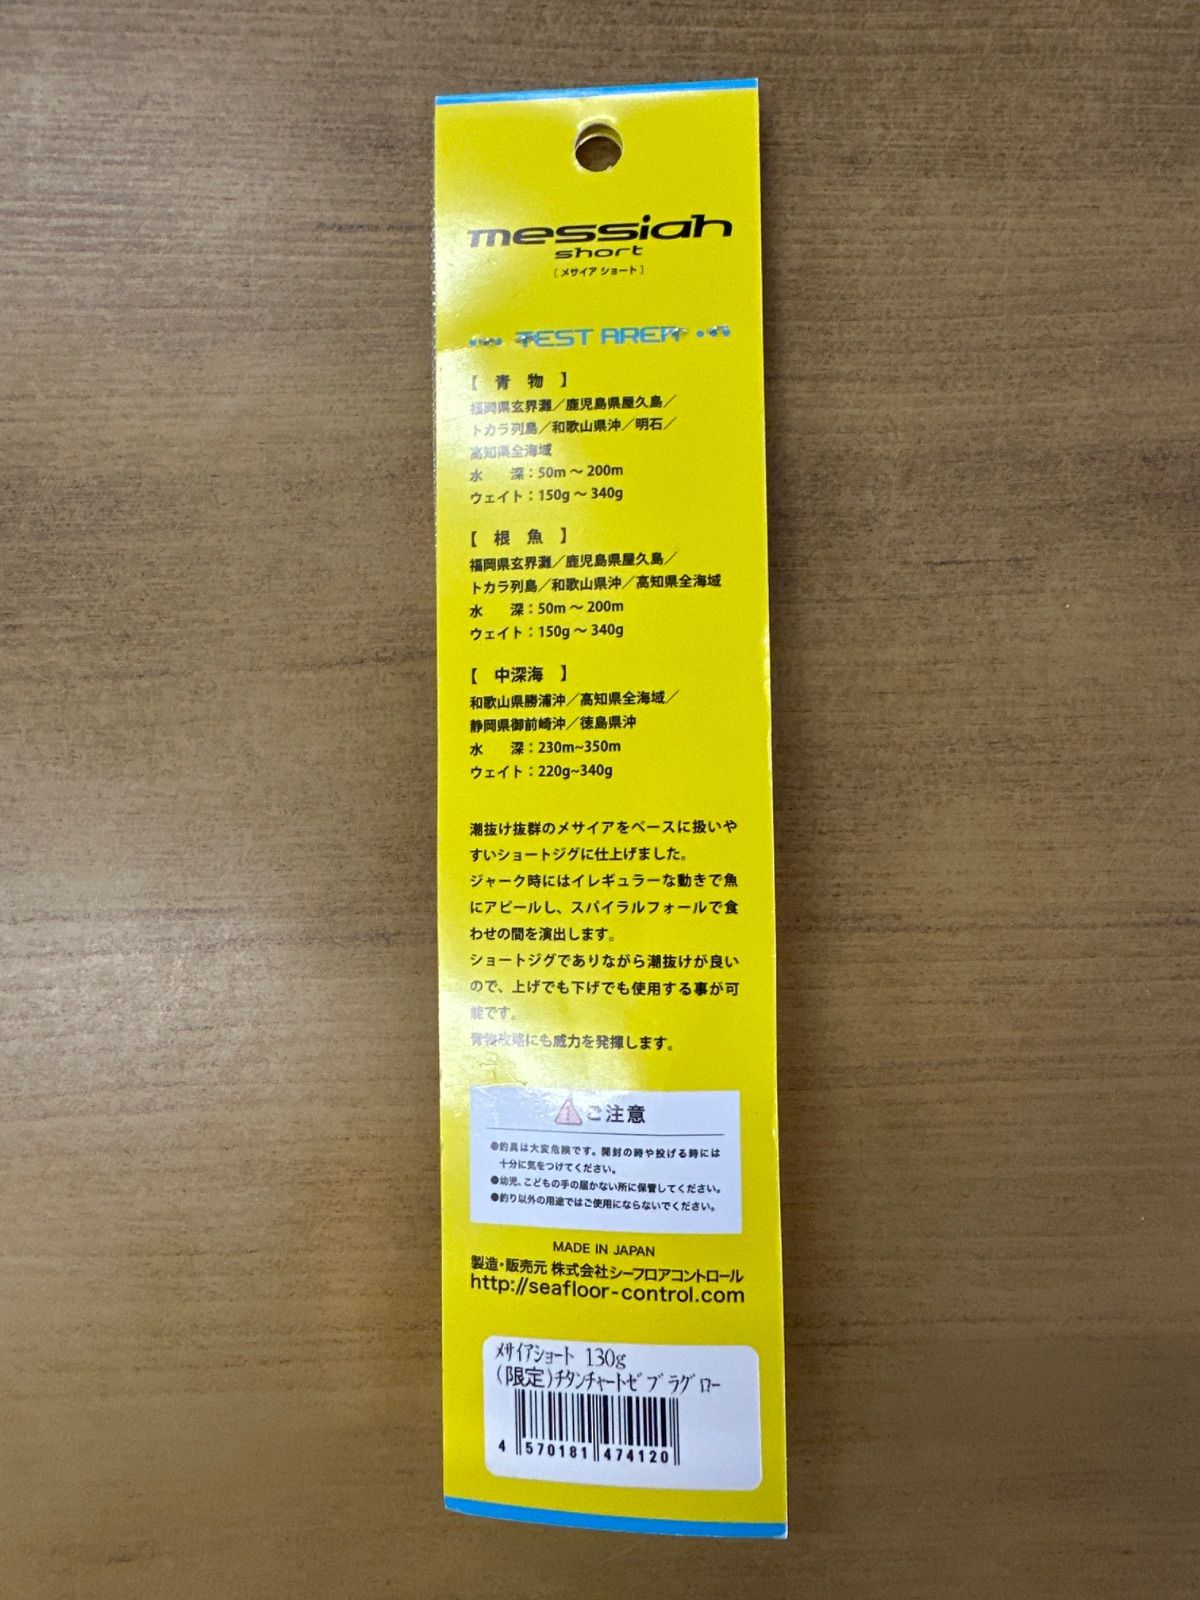 messiah
short
［メサイア ショート］
TEST AREA
【 青 物 】
福岡県玄界灘／鹿児島県屋久島／
トカラ列島／和歌山県沖／明石／
高知県全海域
水 深：50m～200m
ウェイト：150g～340g
【 根 魚 】
福岡県玄界灘／鹿児島県屋久島／
トカラ列島／和歌山県沖／高知県全海域
水 深：50m～200m
ウェイト：150g～340g
【 中深海 】
和歌山県勝浦沖／高知県全海域／
静岡県御前崎沖／徳島県沖
水 深：230m~350m
ウェイト：220g~340g
潮抜け抜群のメサイアをベースに扱いや
すいショートジグに仕上げました。
ジャーク時にはイレギュラーな動きで魚
にアピールし、スパイラルフォールで食
わせの間を演出します。
ショートジグでありながら潮抜けが良い
ので、上げでも下げでも使用する事が可
能です。
青物攻略にも威力を発揮します。
ご注意
●釣具は大変危険です。開封の時や投げる時には
十分に気をつけてください。
●幼児、こどもの手の届かない所に保管してください。
●釣り以外の用途ではご使用にならないでください。
MADE IN JAPAN
製造・販売元 株式会社シーフロアコントロール
http://seafloor-control.com
ﾒｻｲｱｼｮｰﾄ 130g
(限定)ﾁﾀﾝﾁｬｰﾄｾﾞﾌﾞﾗｸﾞﾛｰ
4 570181 474120